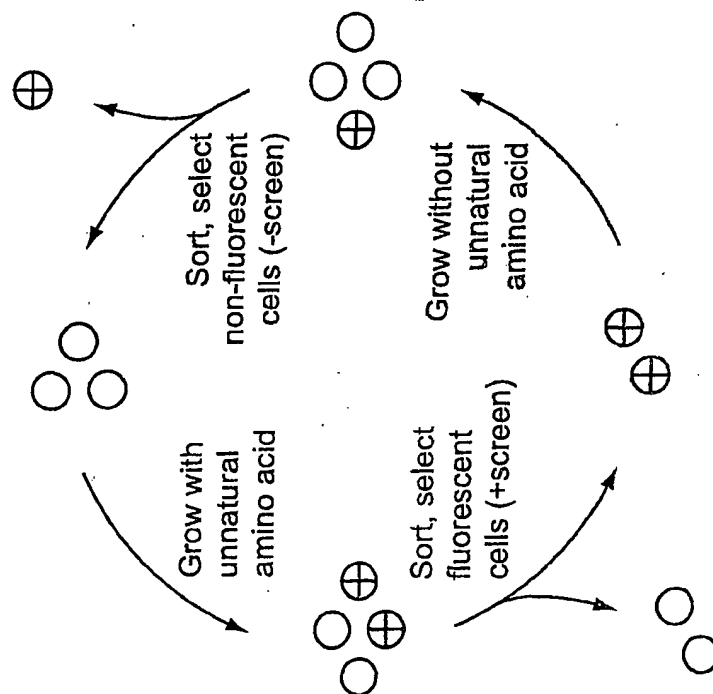 Grow with
unnatural
amino acid
Sort, select
fluorescent
cells (+screen)
Grow without
unnatural
amino acid
Sort, select
non-fluorescent
cells (-screen)